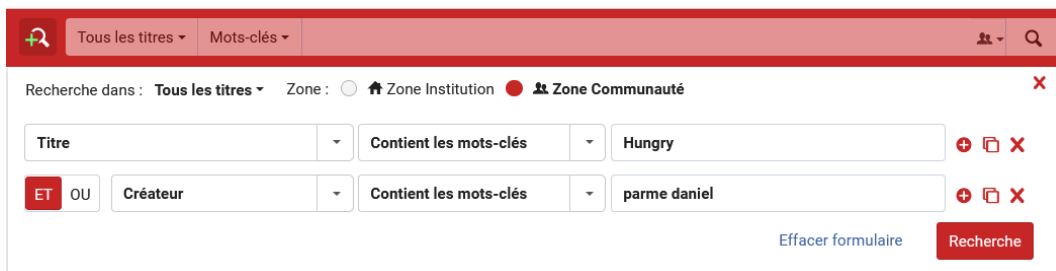 Tous les titres Mots-clés
Recherche dans : Tous les titres Zone : Zone Institution Zone Communauté
Titre Contient les mots-clés Hungry
ET OU Créateur Contient les mots-clés parme daniel
Effacer formulaire Recherche